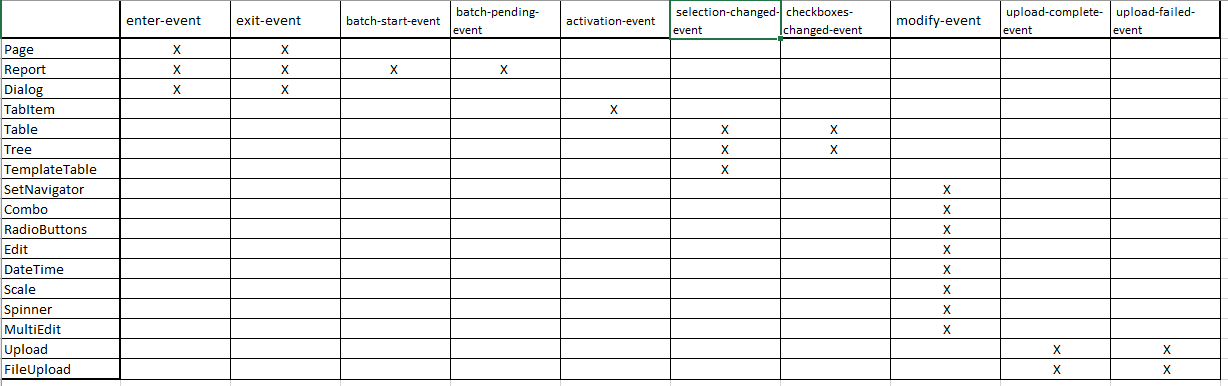 enter-event exit-event batch-start-event batch-pending-event activation-event selection-changed-event checkboxes-changed-event modify-event upload-complete-event upload-failed-event
Page X X
Report X X X X
Dialog X X
TabItem X
Table X X
Tree X X
TemplateTable X
SetNavigator X
Combo X
RadioButtons X
Edit X
DateTime X
Scale X
Spinner X
MultiEdit X
Upload X X
FileUpload X X